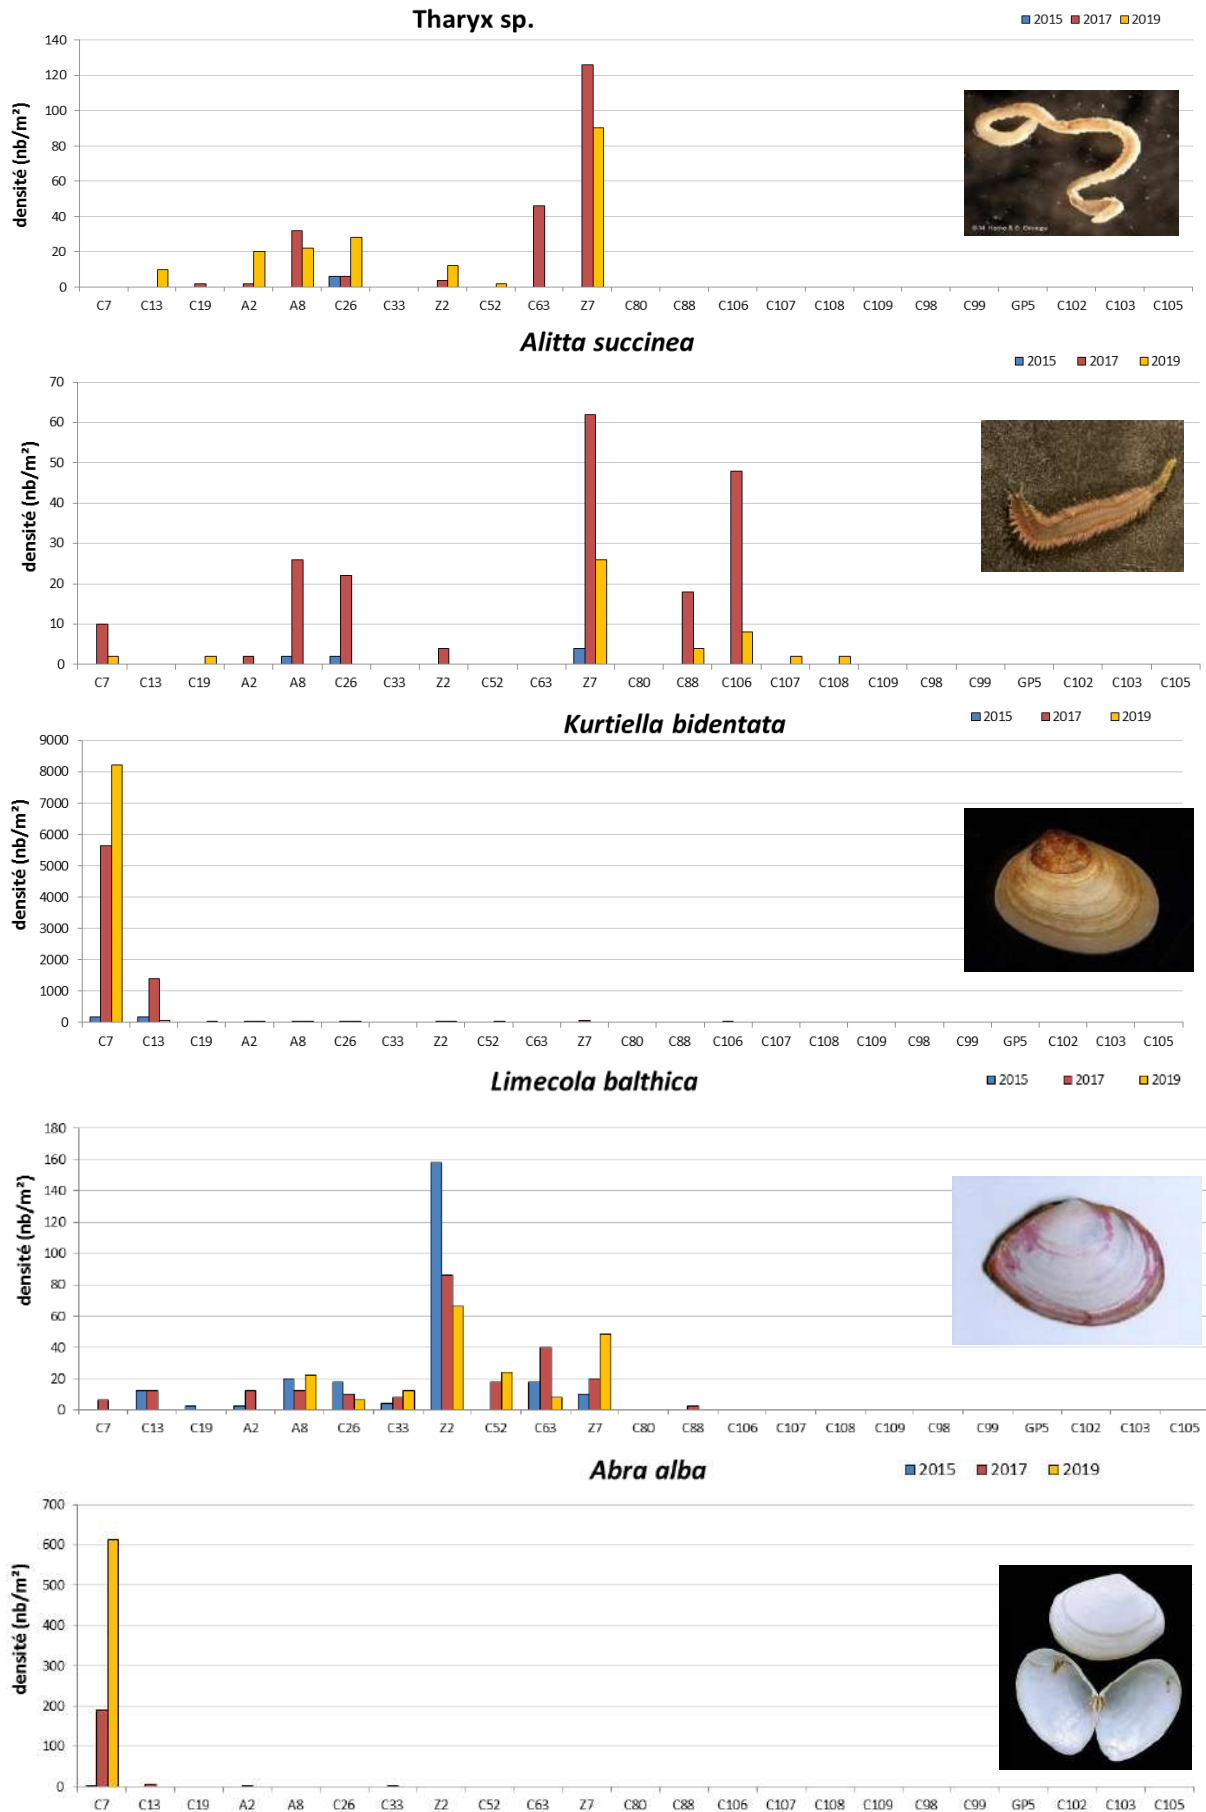 Tharyx sp.
2015 2017 2019
densité (nb/m²)
140
120
100
80
60
40
20
0
C7 C13 C19 A2 A8 C26 C33 Z2 C52 C63 Z7 C80 C88 C106 C107 C108 C109 C98 C99 GP5 C102 C103 C105
Alitta succinea
2015 2017 2019
densité (nb/m²)
70
60
50
40
30
20
10
0
C7 C13 C19 A2 A8 C26 C33 Z2 C52 C63 Z7 C80 C88 C106 C107 C108 C109 C98 C99 GP5 C102 C103 C105
Kurtiella bidentata
2015 2017 2019
densité (nb/m²)
9000
8000
7000
6000
5000
4000
3000
2000
1000
0
C7 C13 C19 A2 A8 C26 C33 Z2 C52 C63 Z7 C80 C88 C106 C107 C108 C109 C98 C99 GP5 C102 C103 C105
Limecola balthica
2015 2017 2019
densité (nb/m²)
180
160
140
120
100
80
60
40
20
0
C7 C13 C19 A2 A8 C26 C33 Z2 C52 C63 Z7 C80 C88 C106 C107 C108 C109 C98 C99 GP5 C102 C103 C105
Abra alba
2015 2017 2019
densité (nb/m²)
700
600
500
400
300
200
100
0
C7 C13 C19 A2 A8 C26 C33 Z2 C52 C63 Z7 C80 C88 C106 C107 C108 C109 C98 C99 GP5 C102 C103 C105